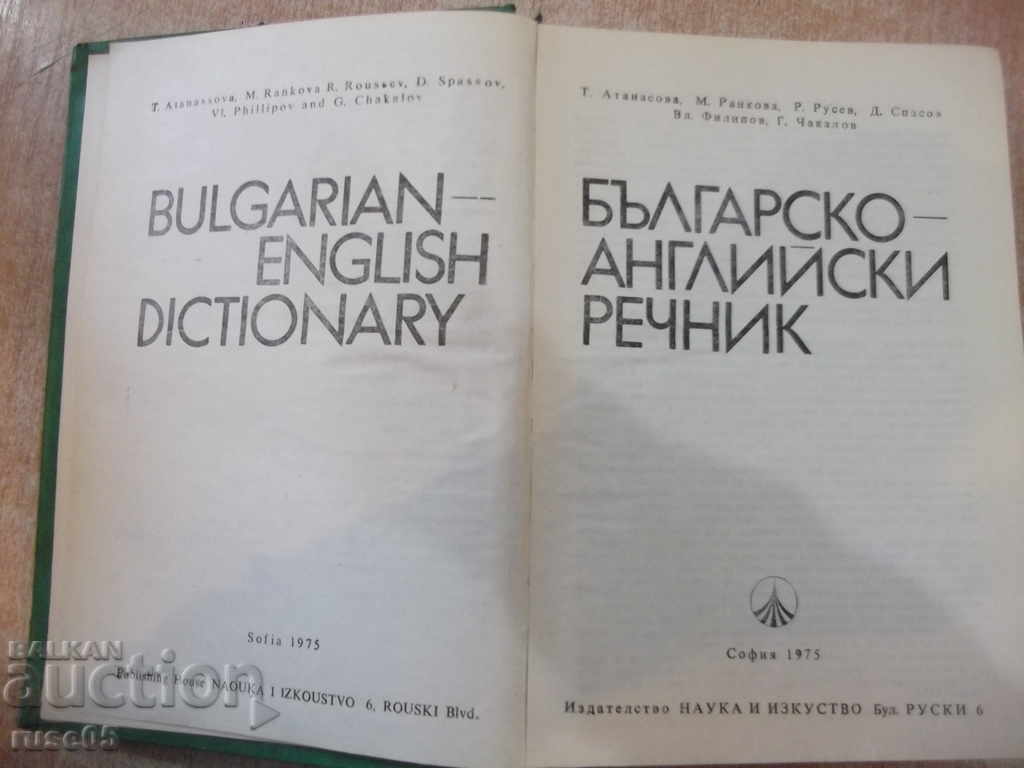 T. Atanassova, M. Rankova R. Roussev, D. Spassov,
Vl. Phillipov and G. Chakalov
BULGARIAN—
ENGLISH
DICTIONARY
Sofia 1975
Publishing House NAOUKA I IZKOUSTVO 6, ROUSKI Blvd.
Т. Атанасова, М. Ранкова, Р. Русев, Д. Спасов
Вл. Филипов, Г. Чакалов
БЪЛГАРСКО—
АНГЛИЙСКИ
РЕЧНИК
София 1975
Издателство НАУКА И ИЗКУСТВО Бул. РУСКИ 6
BALKAN
auction
ruse05